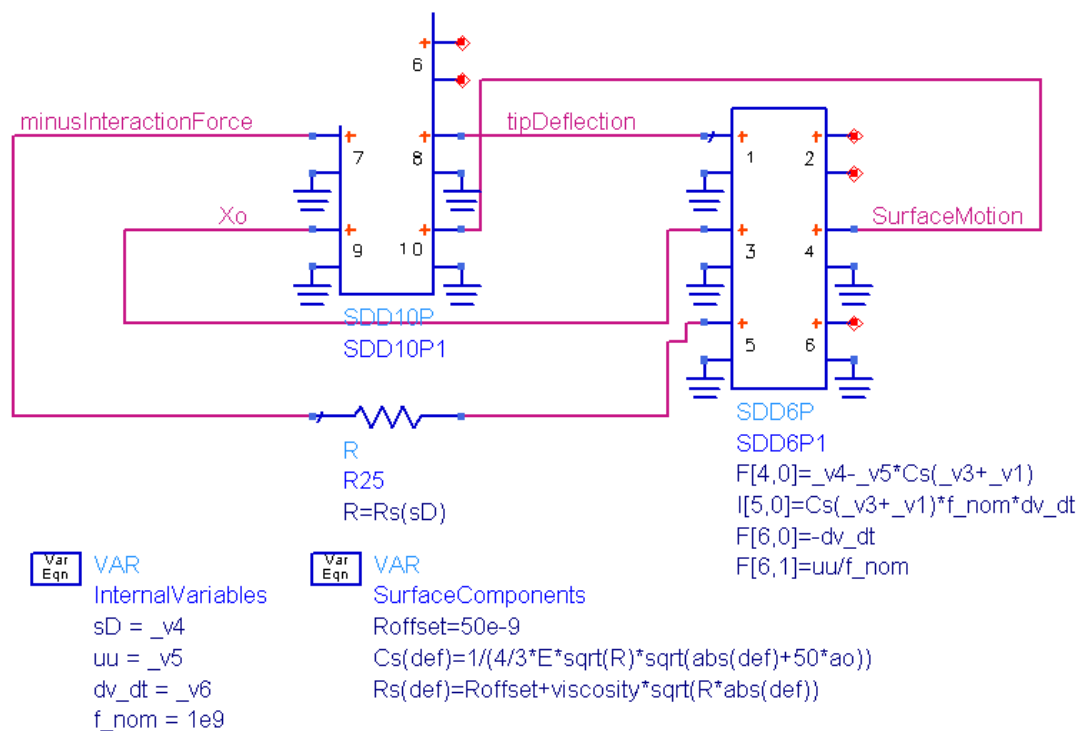 6
minusInteractionForce
tipDeflection
7 8
1 2
Xo
SurfaceMotion
9 10
3 4
SDD10P
SDD10P1
5 6
SDD6P
SDD6P1
R
R25
R=Rs(sD)
F[4,0]=_v4-_v5*Cs(_v3+_v1)
I[5,0]=Cs(_v3+_v1)*f_nom*dv_dt
F[6,0]=-dv_dt
F[6,1]=uu/f_nom
Var
Eqn
VAR
InternalVariables
sD = _v4
uu = _v5
dv_dt = _v6
f_nom = 1e9
Var
Eqn
VAR
SurfaceComponents
Roffset=50e-9
Cs(def)=1/(4/3*E*sqrt(R)*sqrt(abs(def)+50*ao))
Rs(def)=Roffset+viscosity*sqrt(R*abs(def))